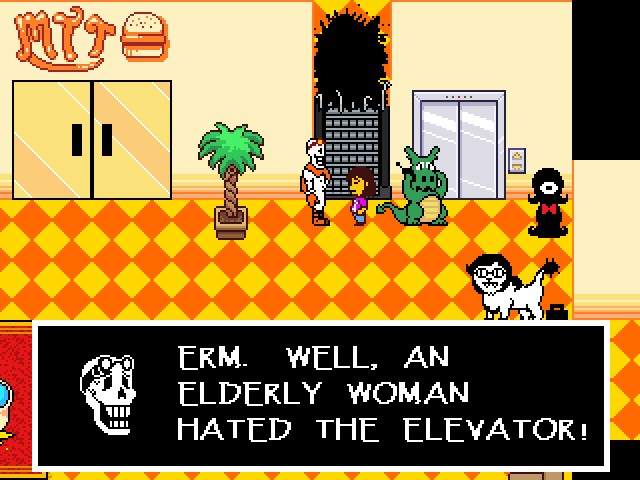 MTT
ERM. WELL, AN
ELDERLY WOMAN
HATED THE ELEVATOR!